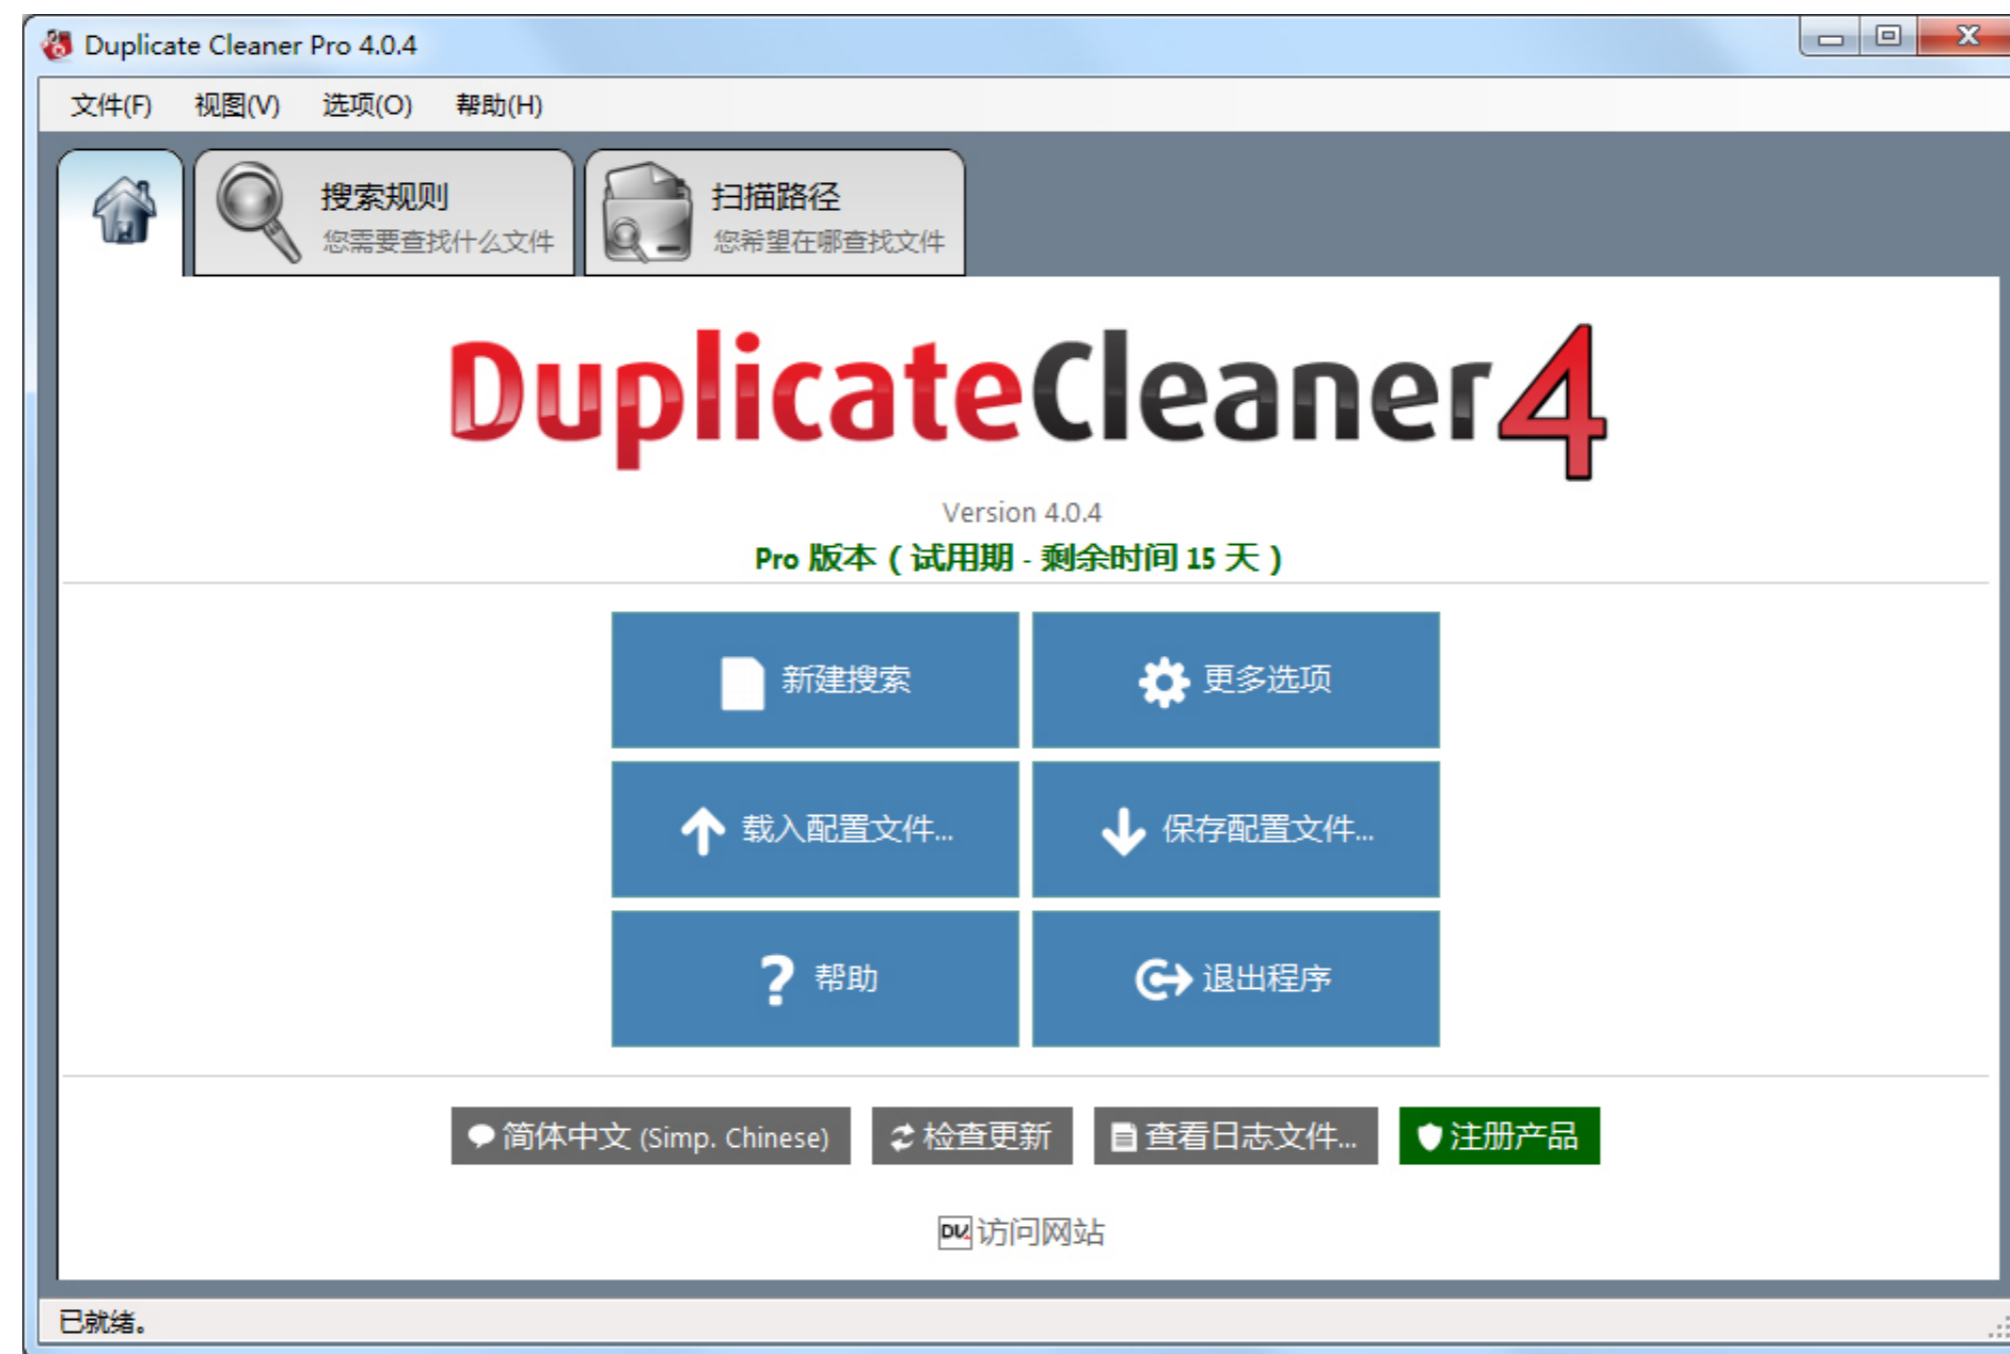 Duplicate Cleaner Pro 4.0.4
文件(F) 视图(V) 选项(O) 帮助(H)
搜索规则
您需要查找什么文件
扫描路径
您希望在哪查找文件
DuplicateCleaner4
Version 4.0.4
Pro 版本（试用期 - 剩余时间 15 天）
新建搜索
更多选项
载入配置文件...
保存配置文件...
? 帮助
退出程序
简体中文 (Simp. Chinese)
检查更新
查看日志文件...
注册产品
DV 访问网站
已就绪。